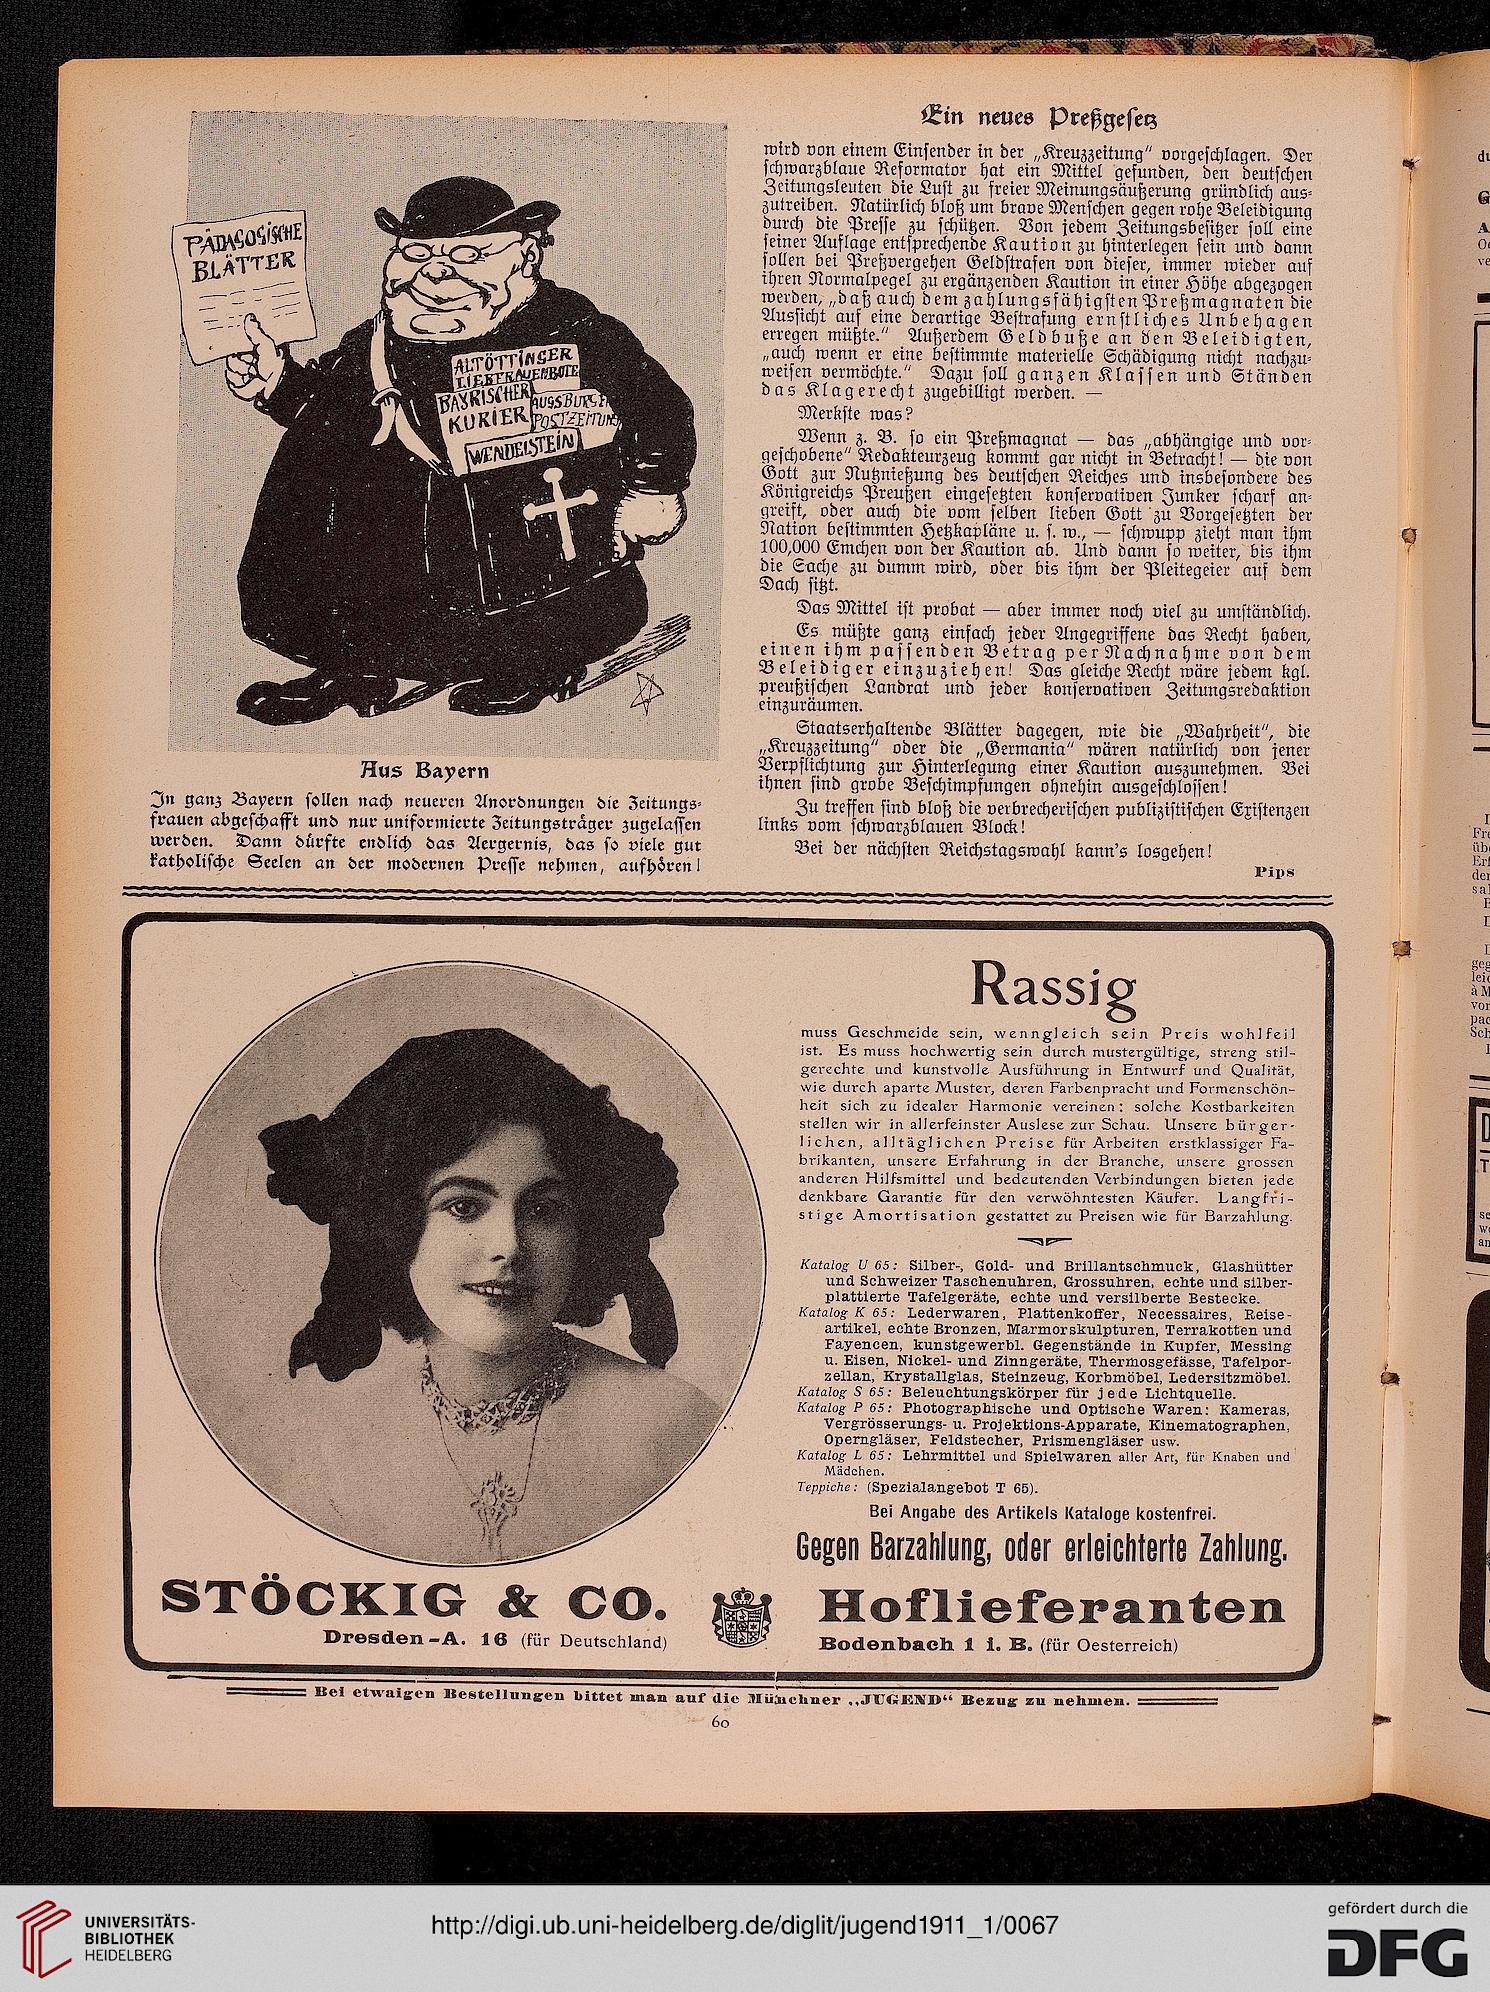 PÄDAGOGISCHE
BLÄTTER
ALTÖTTINGER
LIEBFRAUENBOTE
BAYRISCHER
KURIER
AUGSBURGER
POSTZEITUNG
WENDELSTEIN
Aus Bayern
In ganz Bayern sollen nach neueren Anordnungen die Zeitungs-
frauen abgeschafft und nur uniformierte Zeitungsträger zugelassen
werden. Dann dürfte endlich das Aergernis, das so viele gut
katholische Seelen an der modernen Presse nehmen, aufhören!
Ein neues Preßgesetz
wird von einem Einsender in der „Kreuzzeitung“ vorgeschlagen. Der
schwarzblaue Reformator hat ein Mittel gefunden, den deutschen
Zeitungsleuten die Lust zu freier Meinungsäußerung gründlich aus-
zutreiben. Natürlich bloß um brave Menschen gegen rohe Beleidigung
durch die Presse zu schützen. Von jedem Zeitungsbesitzer soll eine
seiner Auflage entsprechende Kaution zu hinterlegen sein und dann
sollen bei Preßvergehen Geldstrafen von dieser, immer wieder auf
ihren Normalpegel zu ergänzenden Kaution in einer Höhe abgezogen
werden, „daß auch dem zahlungsfähigsten Preßmagnaten die
Aussicht auf eine derartige Bestrafung ernstliches Unbehagen
erregen müßte.“ Außerdem Geldbuße an den Beleidigten,
„auch wenn er eine bestimmte materielle Schädigung nicht nachzu-
weisen vermöchte.“ Dazu soll ganzen Klassen und Ständen
das Klagerecht zugebilligt werden. —
Merkste was?
Wenn z. B. so ein Preßmagnat — das „abhängige und vor-
geschobene“ Redakteurzeug kommt gar nicht in Betracht! — die von
Gott zur Nutznießung des deutschen Reiches und insbesondere des
Königreichs Preußen eingesetzten konservativen Junker scharf an-
greift, oder auch die vom selben lieben Gott zu Vorgesetzten der
Nation bestimmten Hetzkapläne u. s. w., — schwupp zieht man ihm
100,000 Emchen von der Kaution ab. Und dann so weiter, bis ihm
die Sache zu dumm wird, oder bis ihm der Pleitegeier auf dem
Dach sitzt.
Das Mittel ist probat — aber immer noch viel zu umständlich.
Es müßte ganz einfach jeder Angegriffene das Recht haben,
einen ihm passenden Betrag per Nachnahme von dem
Beleidiger einzuziehen! Das gleiche Recht wäre jedem kgl.
preußischen Landrat und jeder konservativen Zeitungsredaktion
einzuräumen.
Staatserhaltende Blätter dagegen, wie die „Wahrheit“, die
„Kreuzzeitung“ oder die „Germania“ wären natürlich von jener
Verpflichtung zur Hinterlegung einer Kaution auszunehmen. Bei
ihnen sind grobe Beschimpfungen ohnehin ausgeschlossen!
Zu treffen sind bloß die verbrecherischen publizistischen Existenzen
links vom schwarzblauen Block!
Bei der nächsten Reichstagswahl kann's losgehen!
Pips
Rassig
muss Geschmeide sein, wenngleich sein Preis wohlfeil
ist. Es muss hochwertig sein durch mustergültige, streng stil-
gerechte und kunstvolle Ausführung in Entwurf und Qualität,
wie durch aparte Muster, deren Farbenpracht und Formenschön-
heit sich zu idealer Harmonie vereinen; solche Kostbarkeiten
stellen wir in allerfeinster Auslese zur Schau. Unsere bürger-
lichen, alltäglichen Preise für Arbeiten erstklassiger Fa-
brikanten, unsere Erfahrung in der Branche, unsere grossen
anderen Hilfsmittel und bedeutenden Verbindungen bieten jede
denkbare Garantie für den verwöhntesten Käufer. Langfri-
stige Amortisation gestattet zu Preisen wie für Barzahlung.
Katalog U 65: Silber-, Gold- und Brillantschmuck, Glashütter
und Schweizer Taschenuhren, Grossuhren, echte und silber-
plattierte Tafelgeräte, echte und versilberte Bestecke.
Katalog K 65: Lederwaren, Plattenkoffer, Necessaires, Reise-
artikel, echte Bronzen, Marmorskulpturen, Terrakotten und
Fayencen, kunstgewerbl. Gegenstände in Kupfer, Messing
u. Eisen, Nickel- und Zinngeräte, Thermosgefässe, Tafelpor-
zellan, Krystallglas, Steinzeug, Korbmöbel, Ledersitzmöbel.
Katalog S 65: Beleuchtungskörper für jede Lichtquelle.
Katalog P 65: Photographische und Optische Waren: Kameras,
Vergrösserungs- u. Projektions-Apparate, Kinematographen,
Operngläser, Feldstecher, Prismengläser usw.
Katalog L 65: Lehrmittel und Spielwaren aller Art, für Knaben und
Mädchen.
Teppiche: (Spezialangebot T 65).
Bei Angabe des Artikels Kataloge kostenfrei.
Gegen Barzahlung, oder erleichterte Zahlung.
STÖCKIG & CO.
Hoflieferanten
Dresden-A. 16 (für Deutschland)
Bodenbach 1 i. B. (für Oesterreich)
Bei etwaigen Bestellungen bittet man auf die Münchner „JUGEND“ Bezug zu nehmen.
60
UNIVERSITÄTS-
BIBLIOTHEK
HEIDELBERG
http://digi.ub.uni-heidelberg.de/diglit/jugend1911_1/0067
gefördert durch die
DFG